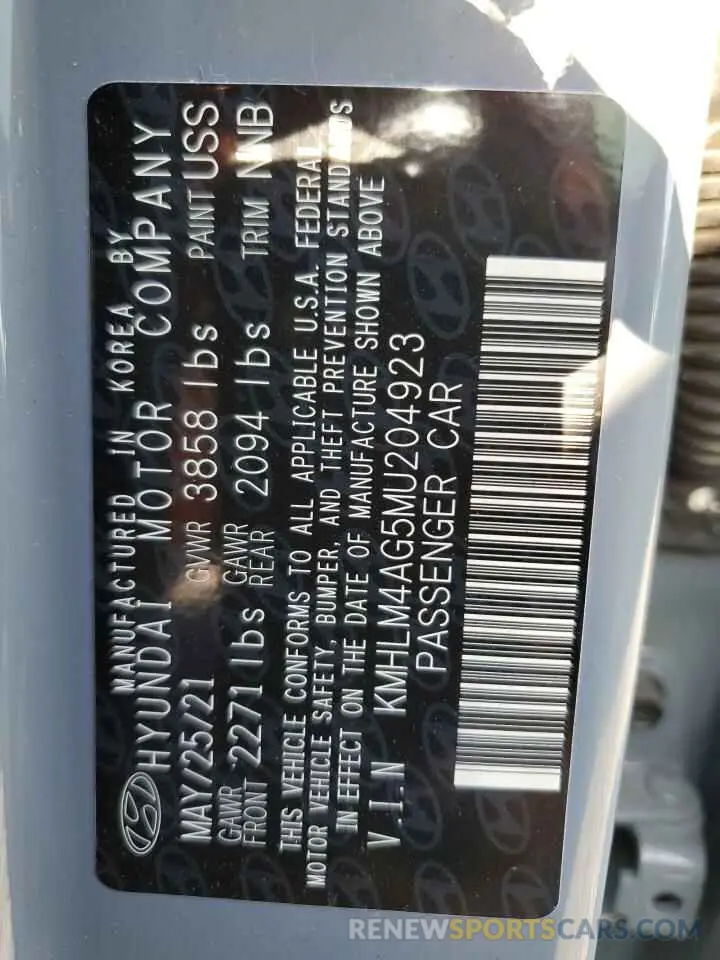 MANUFACTURED IN KOREA BY
HYUNDAI MOTOR COMPANY
MAY/25/21 GVWR 3858 lbs PAINT USS
GAWR FRONT 2271 lbs GAWR REAR 2094 lbs TRIM NNB
THIS VEHICLE CONFORMS TO ALL APPLICABLE U.S.A. FEDERAL
MOTOR VEHICLE SAFETY, BUMPER, AND THEFT PREVENTION STANDARDS
IN EFFECT ON THE DATE OF MANUFACTURE SHOWN ABOVE
V.I.N KMHLM4AG5MU204923
PASSENGER CAR
RENEWSPORTSCARS.COM